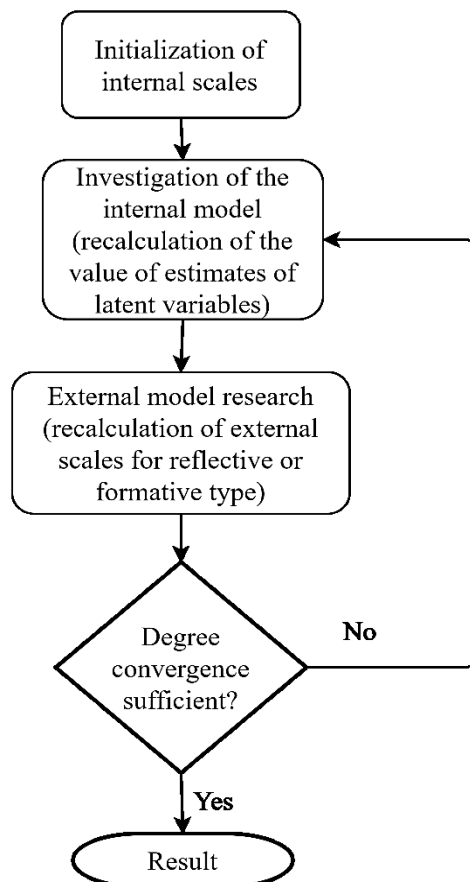 Initialization of
internal scales
Investigation of the
internal model
(recalculation of the
value of estimates of
latent variables)
External model research
(recalculation of external
scales for reflective or
formative type)
Degree
convergence
sufficient?
No
Yes
Result